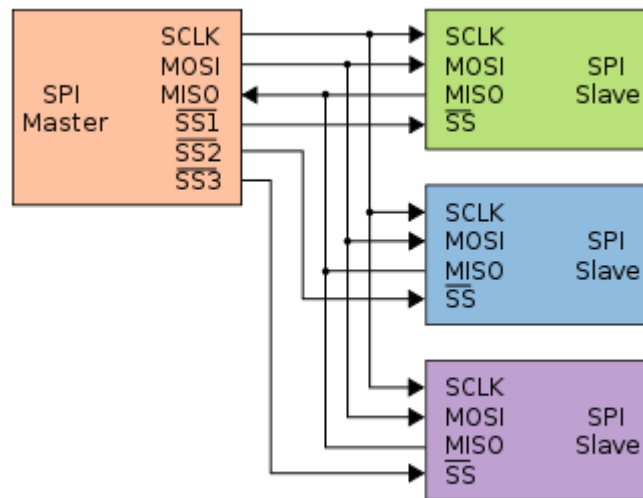 SCLK
MOSI
SPI MISO
Master SS1
SS2
SS3
SCLK
MOSI SPI
MISO Slave
SS
SCLK
MOSI SPI
MISO Slave
SS
SCLK
MOSI SPI
MISO Slave
SS